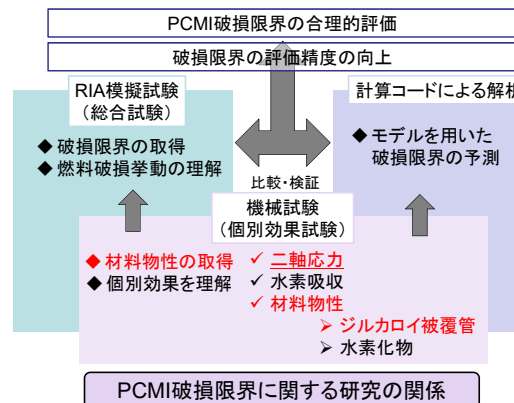 PCMI破損限界の合理的評価
破損限界の評価精度の向上
RIA模擬試験
(総合試験)
◆ 破損限界の取得
◆ 燃料破損挙動の理解
計算コードによる解析
◆ モデルを用いた
破損限界の予測
比較・検証
機械試験
(個別効果試験)
◆ 材料物性の取得
◆ 個別効果を理解
✓ 二軸応力
✓ 水素吸収
✓ 材料物性
➢ ジルカロイ被覆管
➢ 水素化物
PCMI破損限界に関する研究の関係